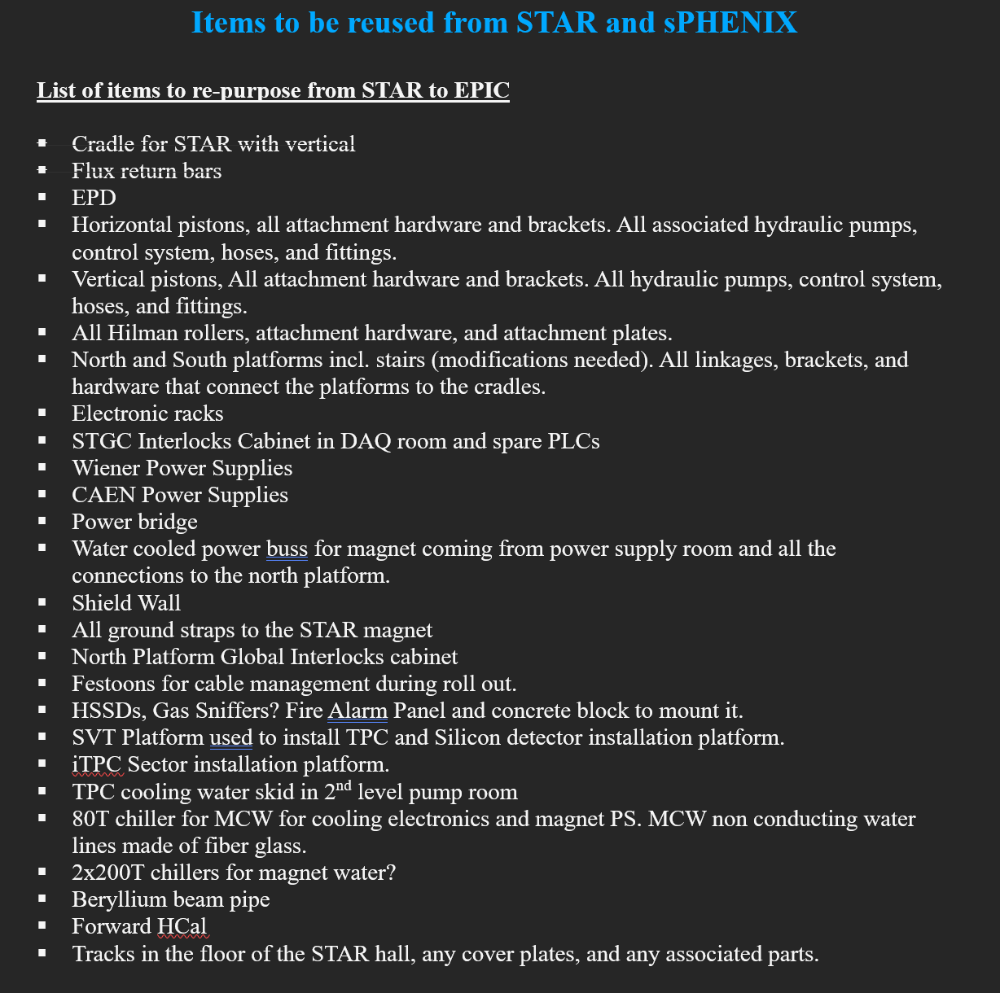 Items to be reused from STAR and sPHENIX
List of items to re-purpose from STAR to EPIC
▪ Cradle for STAR with vertical
▪ Flux return bars
▪ EPD
▪ Horizontal pistons, all attachment hardware and brackets. All associated hydraulic pumps,
control system, hoses, and fittings.
▪ Vertical pistons, All attachment hardware and brackets. All hydraulic pumps, control system,
hoses, and fittings.
▪ All Hilman rollers, attachment hardware, and attachment plates.
▪ North and South platforms incl. stairs (modifications needed). All linkages, brackets, and
hardware that connect the platforms to the cradles.
▪ Electronic racks
▪ STGC Interlocks Cabinet in DAQ room and spare PLCs
▪ Wiener Power Supplies
▪ CAEN Power Supplies
▪ Power bridge
▪ Water cooled power buss for magnet coming from power supply room and all the
connections to the north platform.
▪ Shield Wall
▪ All ground straps to the STAR magnet
▪ North Platform Global Interlocks cabinet
▪ Festoons for cable management during roll out.
▪ HSSDs, Gas Sniffers? Fire Alarm Panel and concrete block to mount it.
▪ SVT Platform used to install TPC and Silicon detector installation platform.
▪ iTPC Sector installation platform.
▪ TPC cooling water skid in 2nd level pump room
▪ 80T chiller for MCW for cooling electronics and magnet PS. MCW non conducting water
lines made of fiber glass.
▪ 2x200T chillers for magnet water?
▪ Beryllium beam pipe
▪ Forward HCal
▪ Tracks in the floor of the STAR hall, any cover plates, and any associated parts.